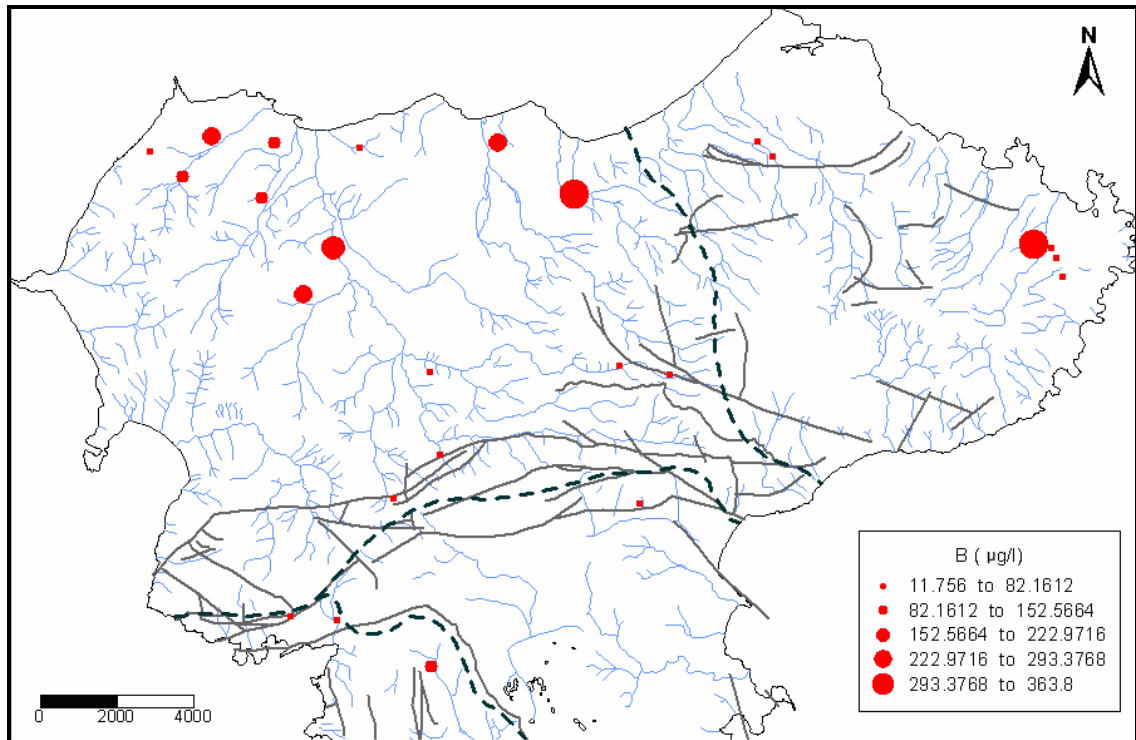 N
B ( µg/l)
11.756 to 82.1612
82.1612 to 152.5664
152.5664 to 222.9716
222.9716 to 293.3768
293.3768 to 363.8
0 2000 4000